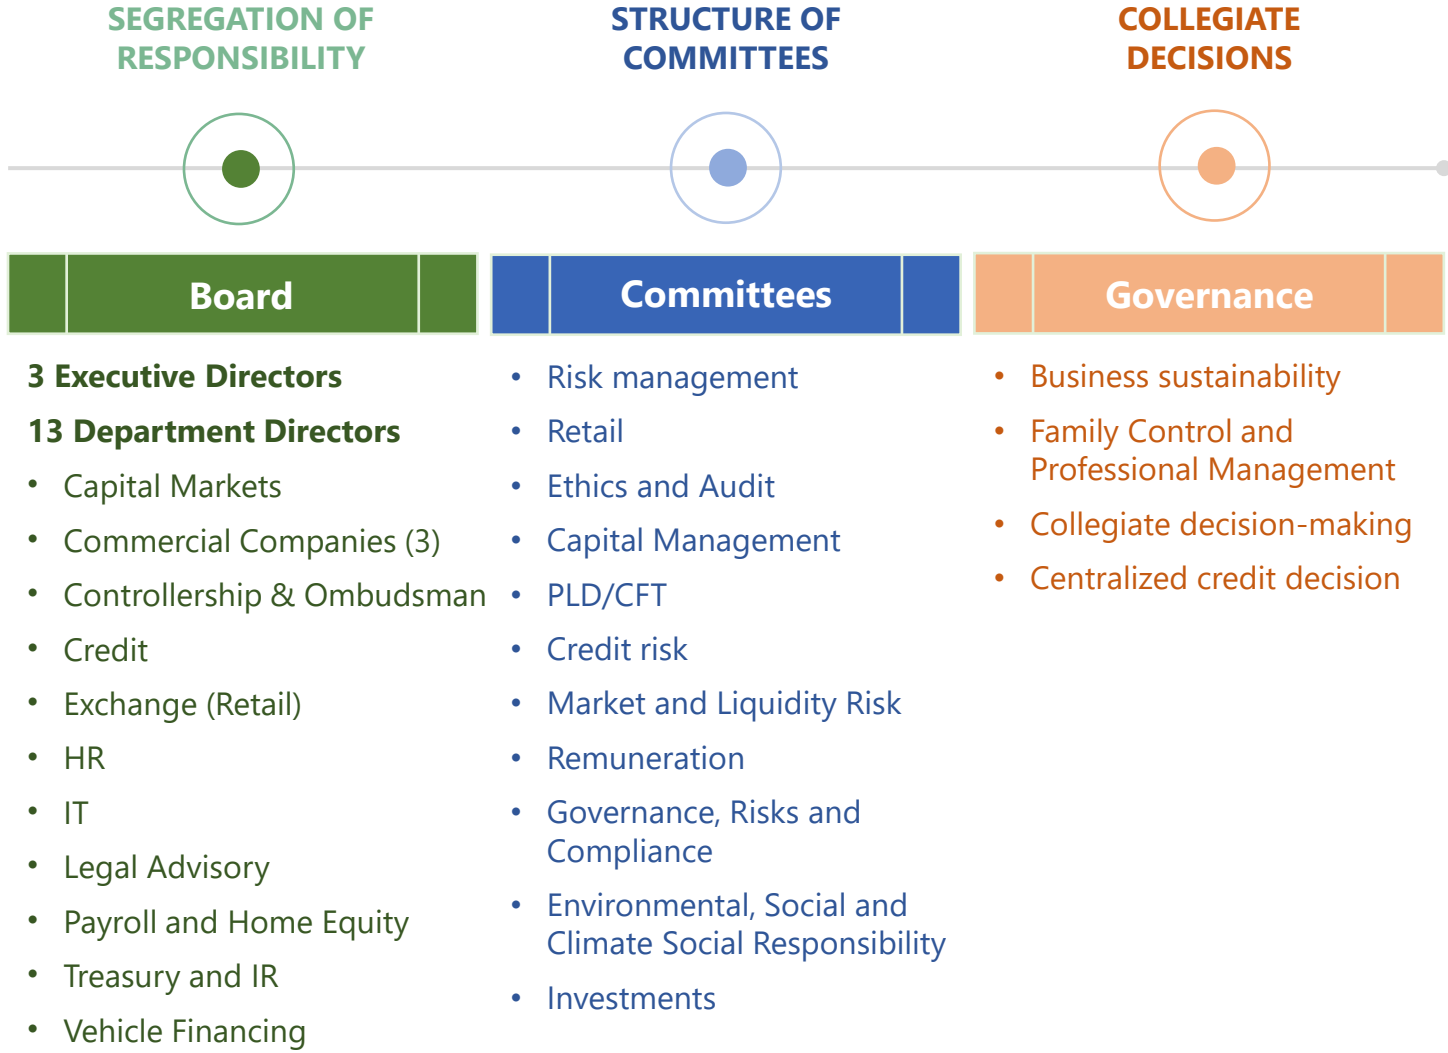 SEGREGATION OF
RESPONSIBILITY
STRUCTURE OF
COMMITTEES
COLLEGIATE
DECISIONS
Board
3 Executive Directors
13 Department Directors
• Capital Markets
• Commercial Companies (3)
• Controllership & Ombudsman
• Credit
• Exchange (Retail)
• HR
• IT
• Legal Advisory
• Payroll and Home Equity
• Treasury and IR
• Vehicle Financing
Committees
• Risk management
• Retail
• Ethics and Audit
• Capital Management
• PLD/CFT
• Credit risk
• Market and Liquidity Risk
• Remuneration
• Governance, Risks and
Compliance
• Environmental, Social and
Climate Social Responsibility
• Investments
Governance
• Business sustainability
• Family Control and
Professional Management
• Collegiate decision-making
• Centralized credit decision